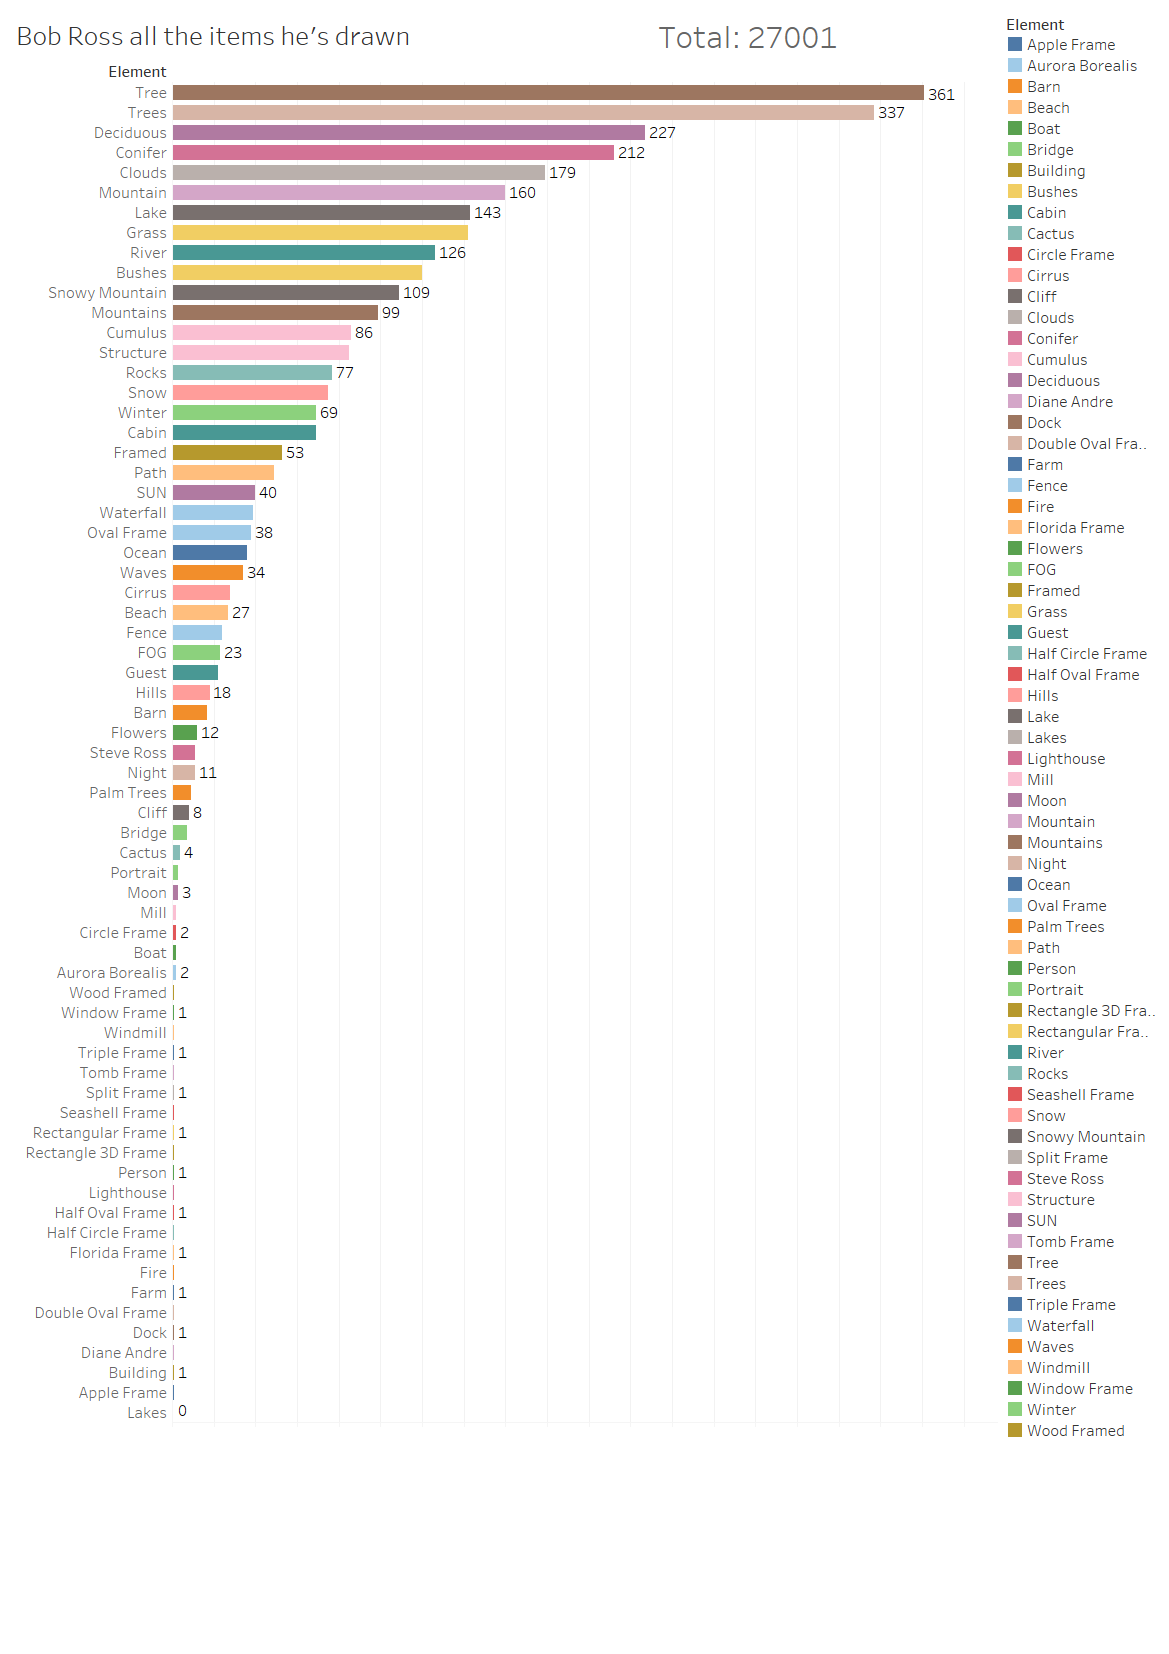 Bob Ross all the items he's drawn
Total: 27001
Element
Tree 361
Trees 337
Deciduous 227
Conifer 212
Clouds 179
Mountain 160
Lake 143
Grass
River 126
Bushes
Snowy Mountain 109
Mountains 99
Cumulus 86
Structure
Rocks 77
Snow
Winter 69
Cabin
Framed 53
Path
SUN 40
Waterfall
Oval Frame 38
Ocean
Waves 34
Cirrus
Beach 27
Fence
FOG 23
Guest
Hills 18
Barn
Flowers 12
Steve Ross
Night 11
Palm Trees
Cliff 8
Bridge
Cactus 4
Portrait
Moon 3
Mill
Circle Frame 2
Boat
Aurora Borealis 2
Wood Framed
Window Frame 1
Windmill
Triple Frame 1
Tomb Frame
Split Frame 1
Seashell Frame
Rectangular Frame 1
Rectangle 3D Frame
Person 1
Lighthouse
Half Oval Frame 1
Half Circle Frame
Florida Frame 1
Fire
Farm 1
Double Oval Frame
Dock 1
Diane Andre
Building 1
Apple Frame
Lakes 0
Element
Apple Frame
Aurora Borealis
Barn
Beach
Boat
Bridge
Building
Bushes
Cabin
Cactus
Circle Frame
Cirrus
Cliff
Clouds
Conifer
Cumulus
Deciduous
Diane Andre
Dock
Double Oval Fra..
Farm
Fence
Fire
Florida Frame
Flowers
FOG
Framed
Grass
Guest
Half Circle Frame
Half Oval Frame
Hills
Lake
Lakes
Lighthouse
Mill
Moon
Mountain
Mountains
Night
Ocean
Oval Frame
Palm Trees
Path
Person
Portrait
Rectangle 3D Fra..
Rectangular Fra..
River
Rocks
Seashell Frame
Snow
Snowy Mountain
Split Frame
Steve Ross
Structure
SUN
Tomb Frame
Tree
Trees
Triple Frame
Waterfall
Waves
Windmill
Window Frame
Winter
Wood Framed